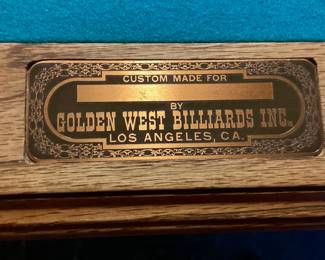 CUSTOM MADE FOR
BY
GOLDEN WEST BILLIARDS INC.
LOS ANGELES, CA.